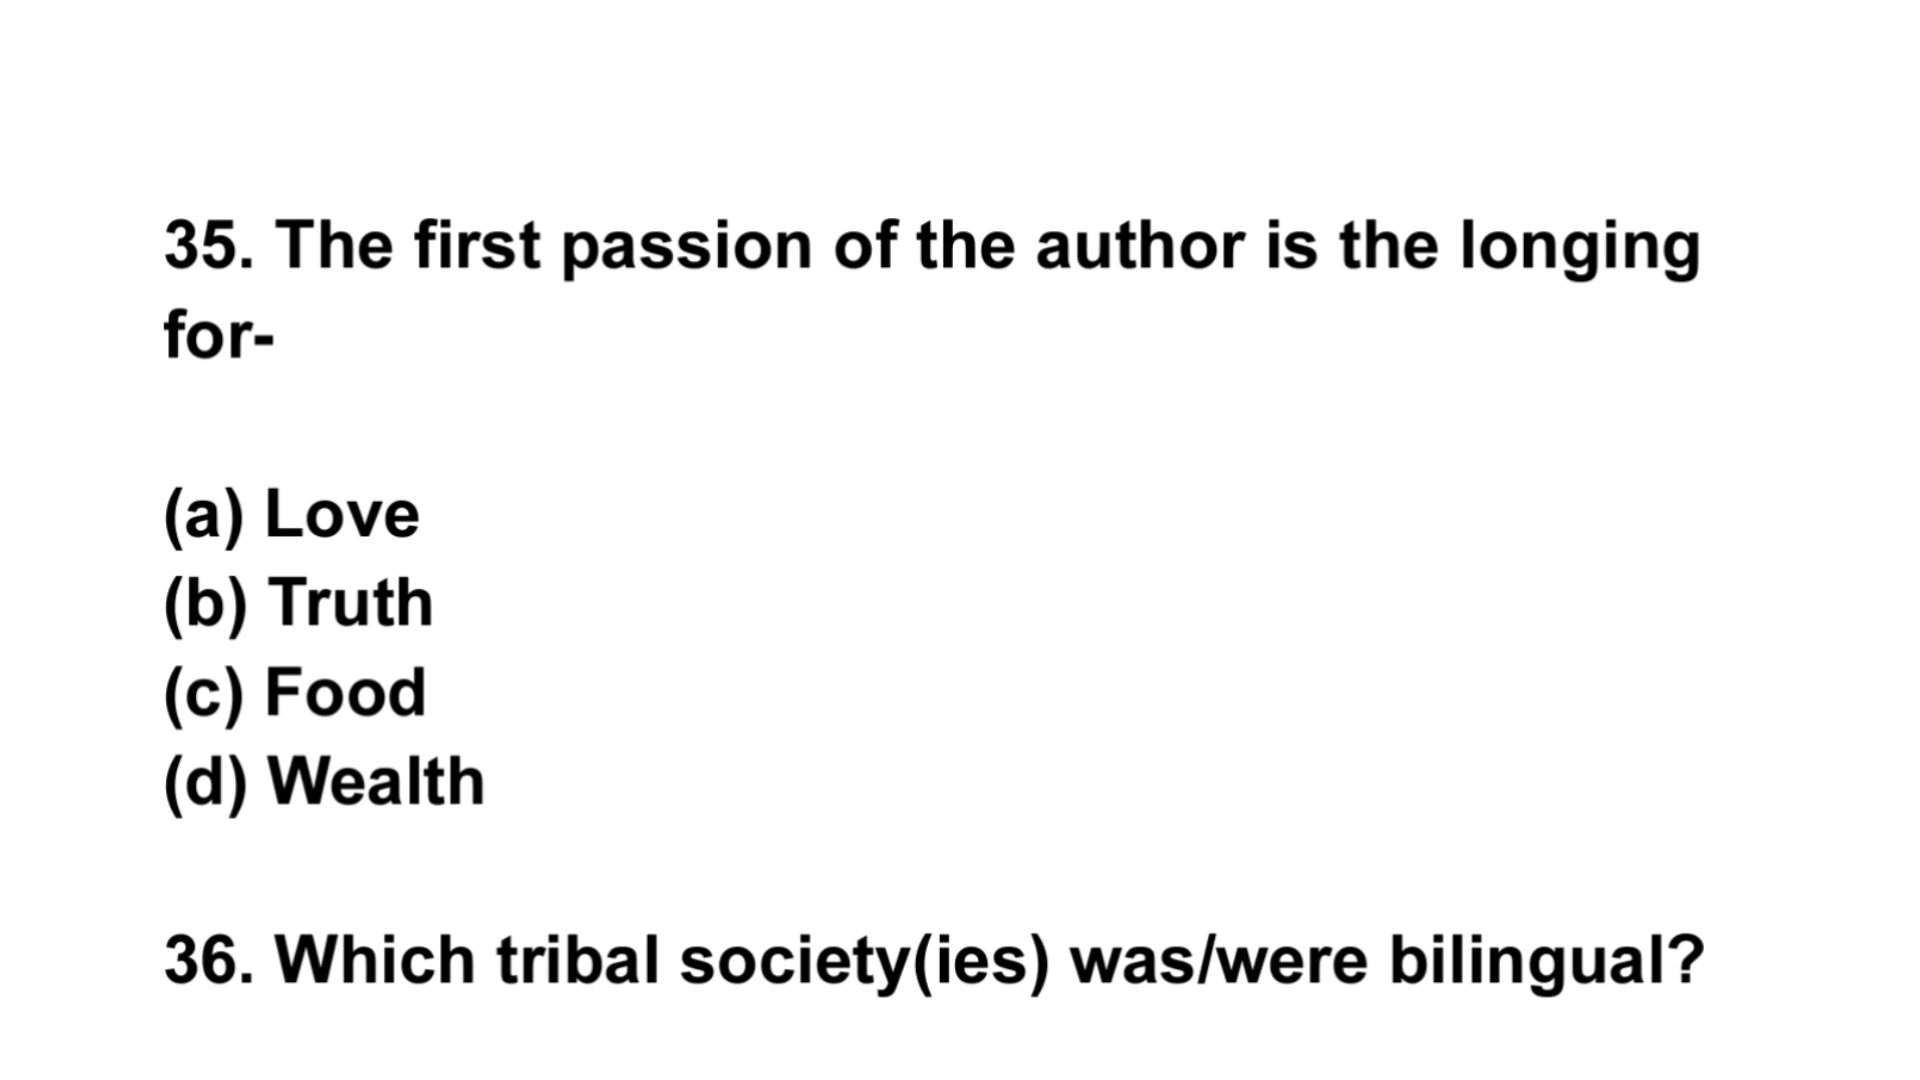 35. The first passion of the author is the longing
for-
(a) Love
(b) Truth
(c) Food
(d) Wealth
36. Which tribal society(ies) was/were bilingual?